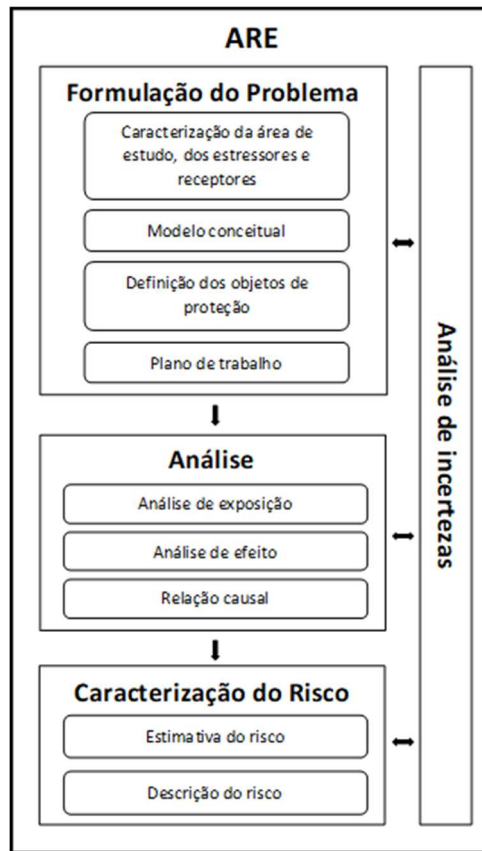 ARE
Formulação do Problema
Caracterização da área de
estudo, dos estressores e
receptores
Modelo conceitual
Definição dos objetos de
proteção
Plano de trabalho
Análise
Análise de exposição
Análise de efeito
Relação causal
Caracterização do Risco
Estimativa do risco
Descrição do risco
Análise de incertezas